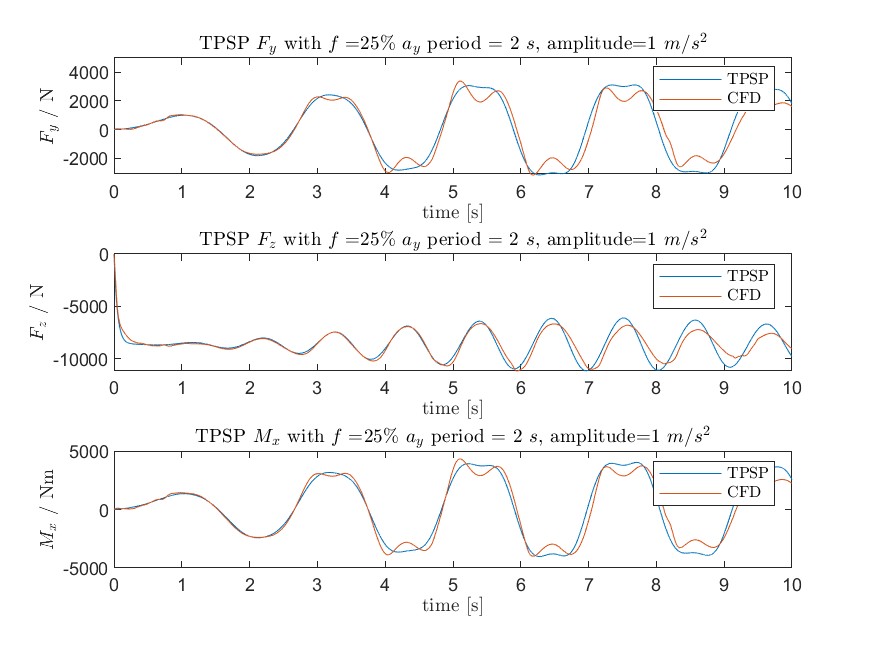 TPSP F_y with f =25% a_y period = 2 s, amplitude=1 m/s²
4000
2000
0
-2000
F_y / N
TPSP
CFD
0 1 2 3 4 5 6 7 8 9 10
time [s]
TPSP F_z with f =25% a_y period = 2 s, amplitude=1 m/s²
0
-5000
-10000
F_z / N
TPSP
CFD
0 1 2 3 4 5 6 7 8 9 10
time [s]
TPSP M_x with f =25% a_y period = 2 s, amplitude=1 m/s²
5000
0
-5000
M_x / Nm
TPSP
CFD
0 1 2 3 4 5 6 7 8 9 10
time [s]